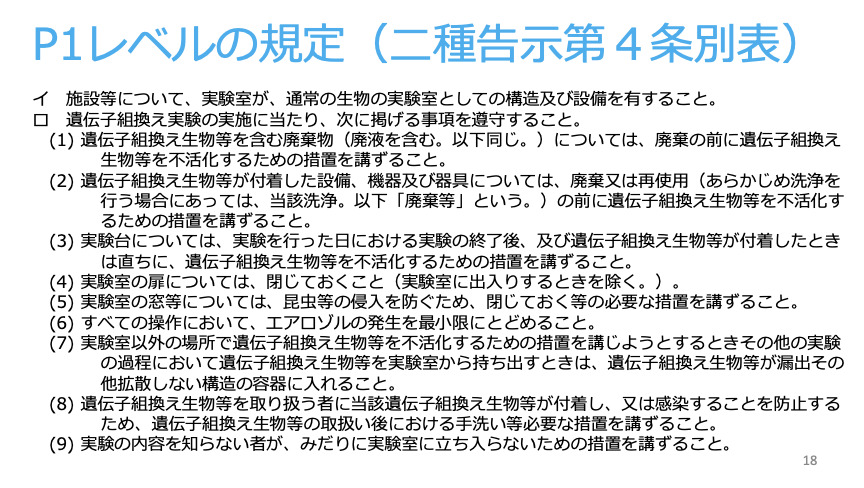 P1レベルの規定（二種告示第４条別表）
イ　施設等について、実験室が、通常の生物の実験室としての構造及び設備を有すること。
ロ　遺伝子組換え実験の実施に当たり、次に掲げる事項を遵守すること。
(1) 遺伝子組換え生物等を含む廃棄物（廃液を含む。以下同じ。）については、廃棄の前に遺伝子組換え
生物等を不活化するための措置を講ずること。
(2) 遺伝子組換え生物等が付着した設備、機器及び器具については、廃棄又は再使用（あらかじめ洗浄を
行う場合にあっては、当該洗浄。以下「廃棄等」という。）の前に遺伝子組換え生物等を不活化す
るための措置を講ずること。
(3) 実験台については、実験を行った日における実験の終了後、及び遺伝子組換え生物等が付着したとき
は直ちに、遺伝子組換え生物等を不活化するための措置を講ずること。
(4) 実験室の扉については、閉じておくこと（実験室に出入りするときを除く。）。
(5) 実験室の窓等については、昆虫等の侵入を防ぐため、閉じておく等の必要な措置を講ずること。
(6) すべての操作において、エアロゾルの発生を最小限にとどめること。
(7) 実験室以外の場所で遺伝子組換え生物等を不活化するための措置を講じようとするときその他の実験
の過程において遺伝子組換え生物等を実験室から持ち出すときは、遺伝子組換え生物等が漏出その
他拡散しない構造の容器に入れること。
(8) 遺伝子組換え生物等を取り扱う者に当該遺伝子組換え生物等が付着し、又は感染することを防止する
ため、遺伝子組換え生物等の取扱い後における手洗い等必要な措置を講ずること。
(9) 実験の内容を知らない者が、みだりに実験室に立ち入らないための措置を講ずること。
18